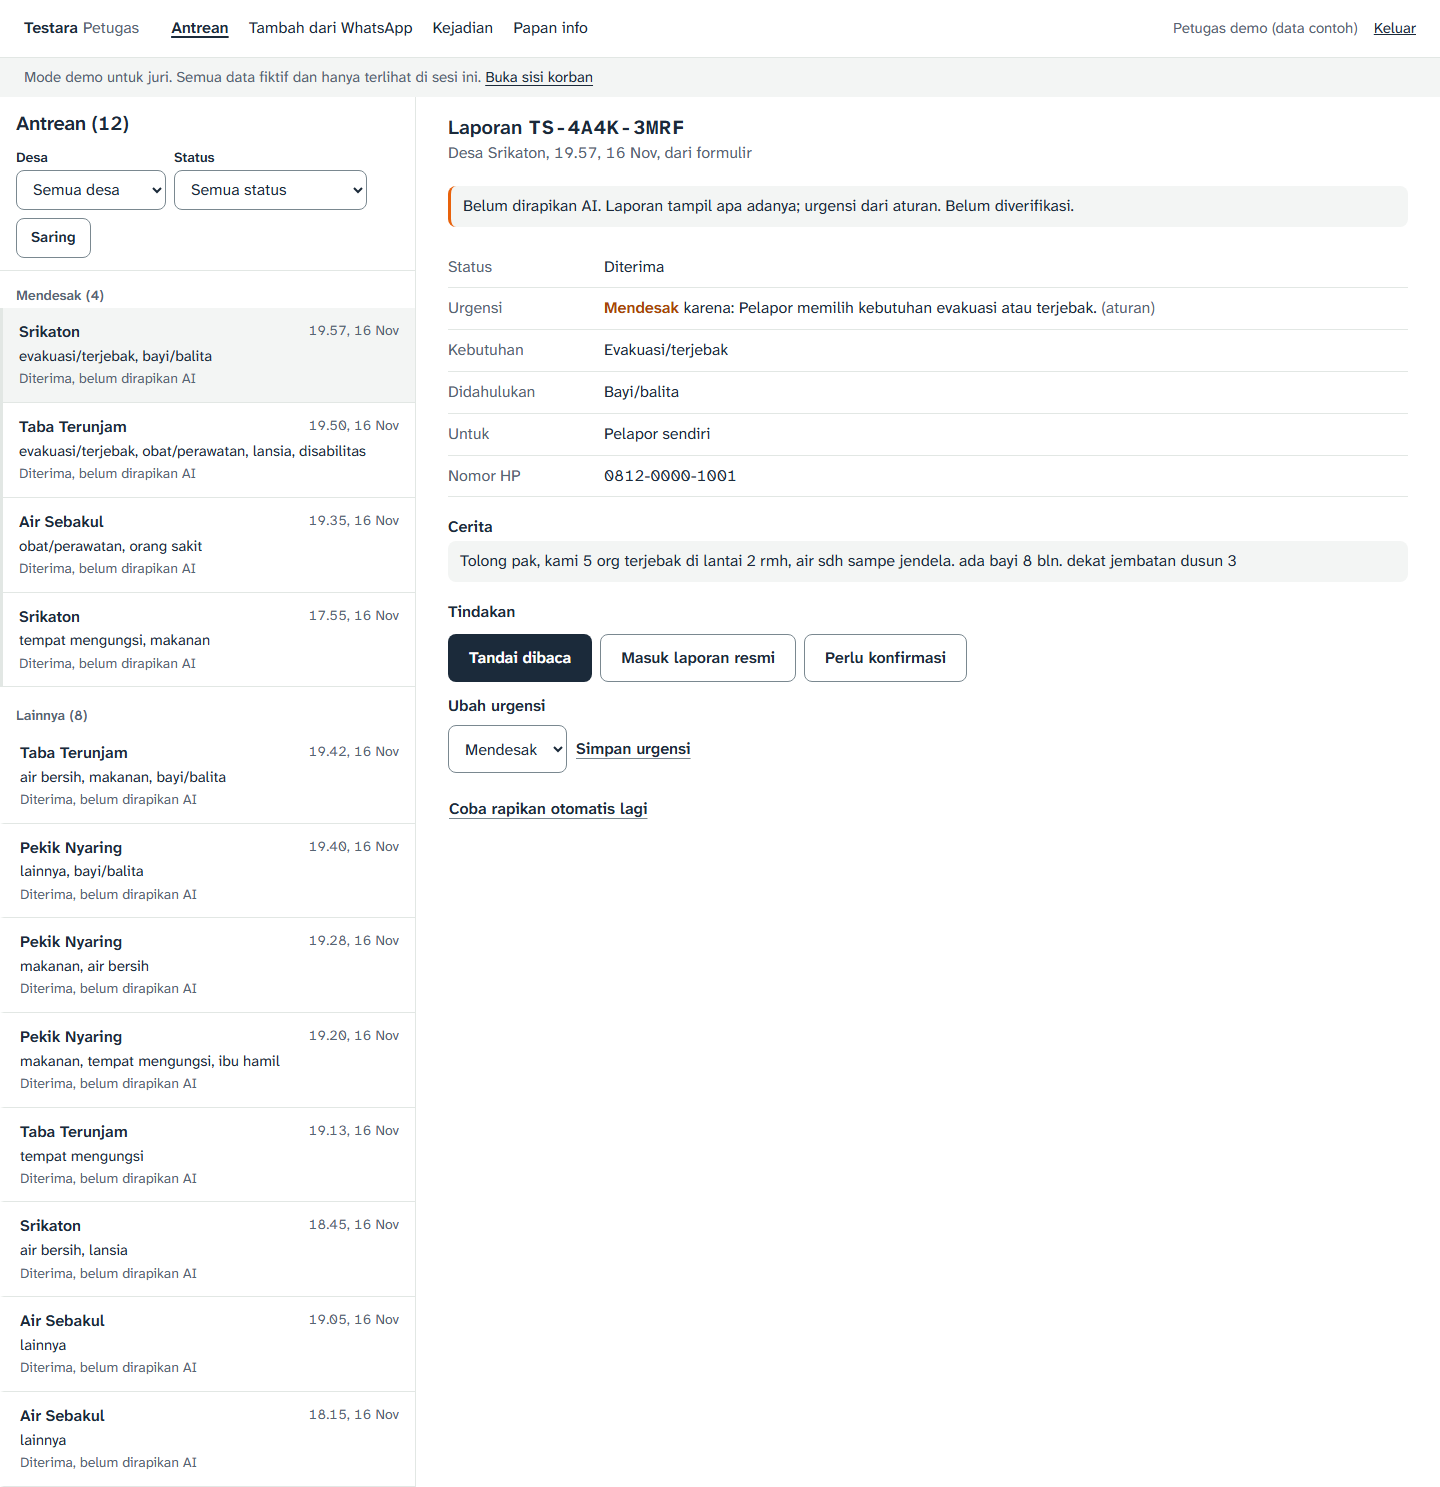 Testara Petugas Antrean Tambah dari WhatsApp Kejadian Papan info Petugas demo (data contoh) Keluar
Mode demo untuk juri. Semua data fiktif dan hanya terlihat di sesi ini. Buka sisi korban
Antrean (12)
Desa Status
Semua desa Semua status
Saring
Mendesak (4)
Srikaton 19.57, 16 Nov
evakuasi/terjebak, bayi/balita
Diterima, belum dirapikan AI
Taba Terunjam 19.50, 16 Nov
evakuasi/terjebak, obat/perawatan, lansia, disabilitas
Diterima, belum dirapikan AI
Air Sebakul 19.35, 16 Nov
obat/perawatan, orang sakit
Diterima, belum dirapikan AI
Srikaton 17.55, 16 Nov
tempat mengungsi, makanan
Diterima, belum dirapikan AI
Lainnya (8)
Taba Terunjam 19.42, 16 Nov
air bersih, makanan, bayi/balita
Diterima, belum dirapikan AI
Pekik Nyaring 19.40, 16 Nov
lainnya, bayi/balita
Diterima, belum dirapikan AI
Pekik Nyaring 19.28, 16 Nov
makanan, air bersih
Diterima, belum dirapikan AI
Pekik Nyaring 19.20, 16 Nov
makanan, tempat mengungsi, ibu hamil
Diterima, belum dirapikan AI
Taba Terunjam 19.13, 16 Nov
tempat mengungsi
Diterima, belum dirapikan AI
Srikaton 18.45, 16 Nov
air bersih, lansia
Diterima, belum dirapikan AI
Air Sebakul 19.05, 16 Nov
lainnya
Diterima, belum dirapikan AI
Air Sebakul 18.15, 16 Nov
lainnya
Diterima, belum dirapikan AI
Laporan TS-4A4K-3MRF
Desa Srikaton, 19.57, 16 Nov, dari formulir
Belum dirapikan AI. Laporan tampil apa adanya; urgensi dari aturan. Belum diverifikasi.
Status Diterima
Urgensi Mendesak karena: Pelapor memilih kebutuhan evakuasi atau terjebak. (aturan)
Kebutuhan Evakuasi/terjebak
Didahulukan Bayi/balita
Untuk Pelapor sendiri
Nomor HP 0812-0000-1001
Cerita
Tolong pak, kami 5 org terjebak di lantai 2 rmh, air sdh sampe jendela. ada bayi 8 bln. dekat jembatan dusun 3
Tindakan
Tandai dibaca Masuk laporan resmi Perlu konfirmasi
Ubah urgensi
Mendesak Simpan urgensi
Coba rapikan otomatis lagi